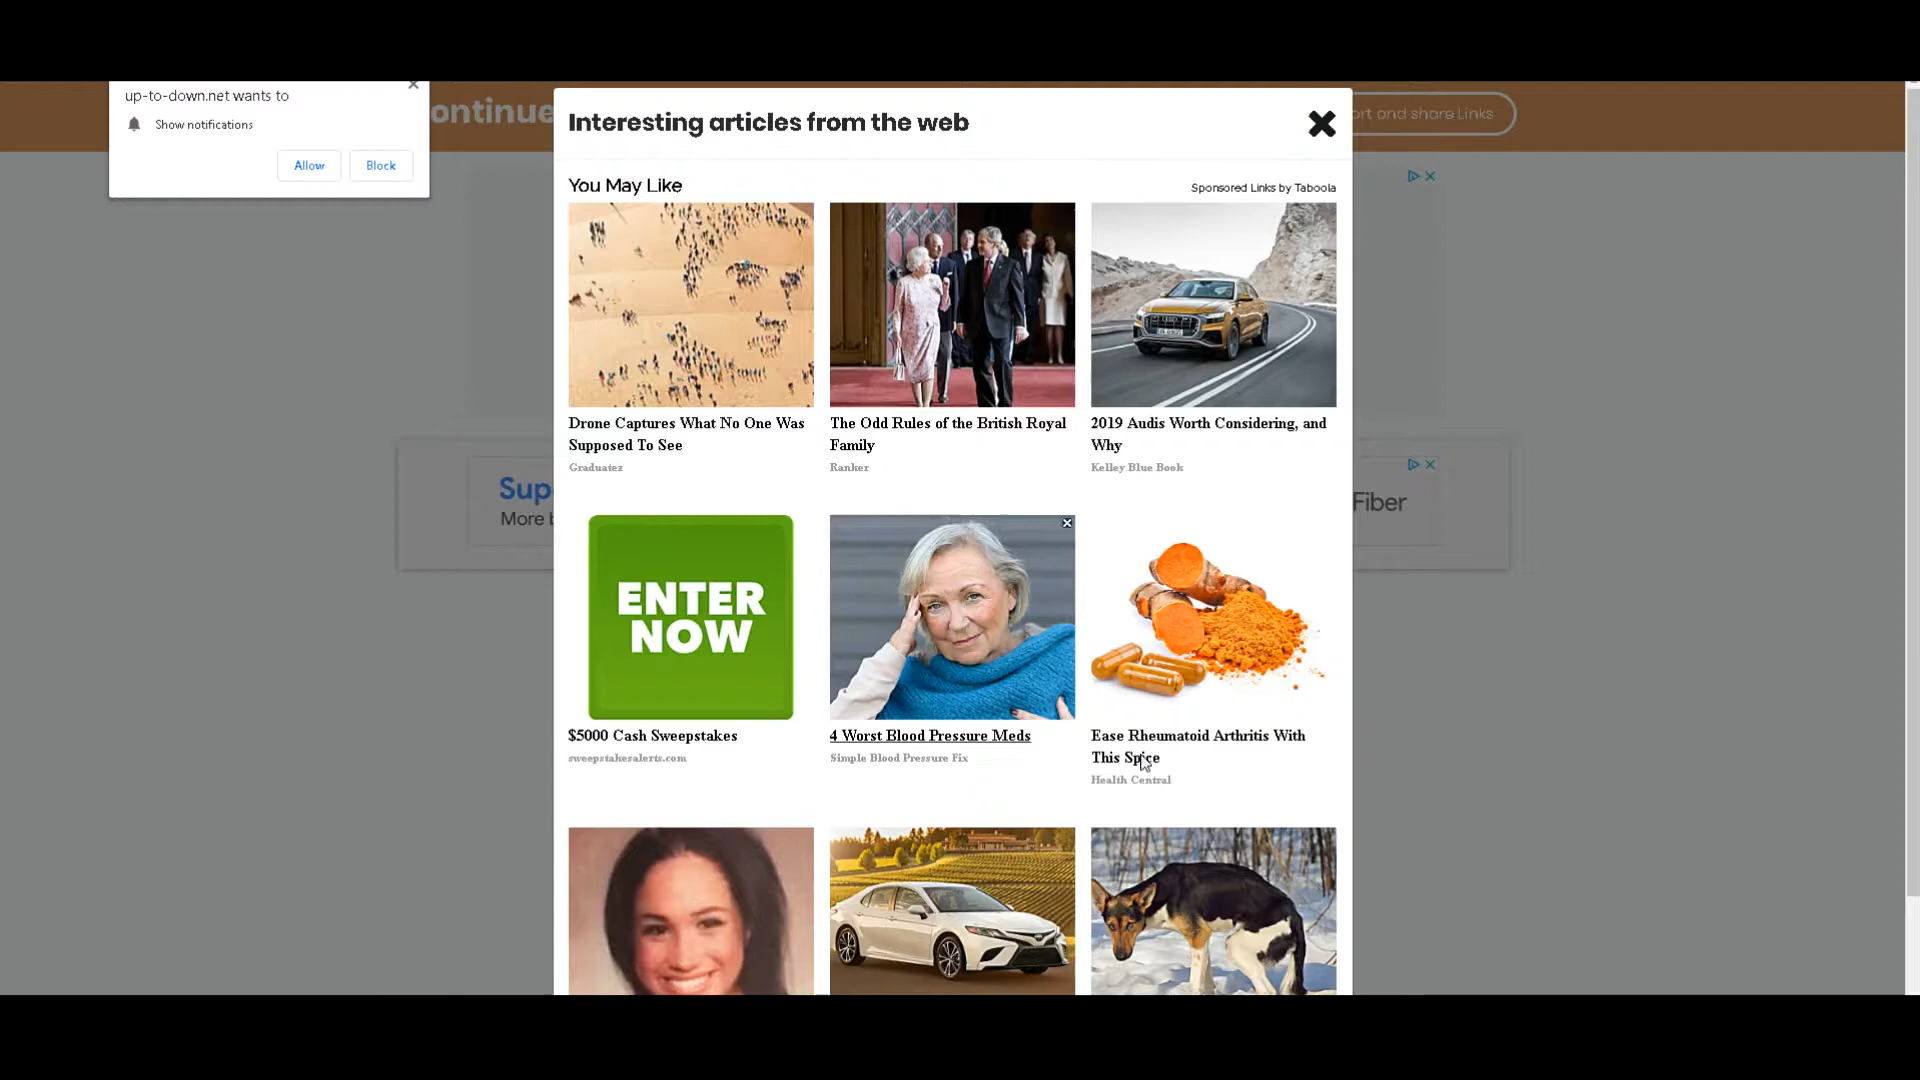 up-to-down.net wants to
Show notifications
Allow
Block
ontinue
ort and share Links
Interesting articles from the web
You May Like
Sponsored Links by Taboola
Drone Captures What No One Was
Supposed To See
Graduatez
The Odd Rules of the British Royal
Family
Ranker
2019 Audis Worth Considering, and
Why
Kelley Blue Book
Sup
More b
Fiber
ENTER
NOW
$5000 Cash Sweepstakes
sweepstakesalerts.com
4 Worst Blood Pressure Meds
Simple Blood Pressure Fix
Ease Rheumatoid Arthritis With
This Spice
Health Central